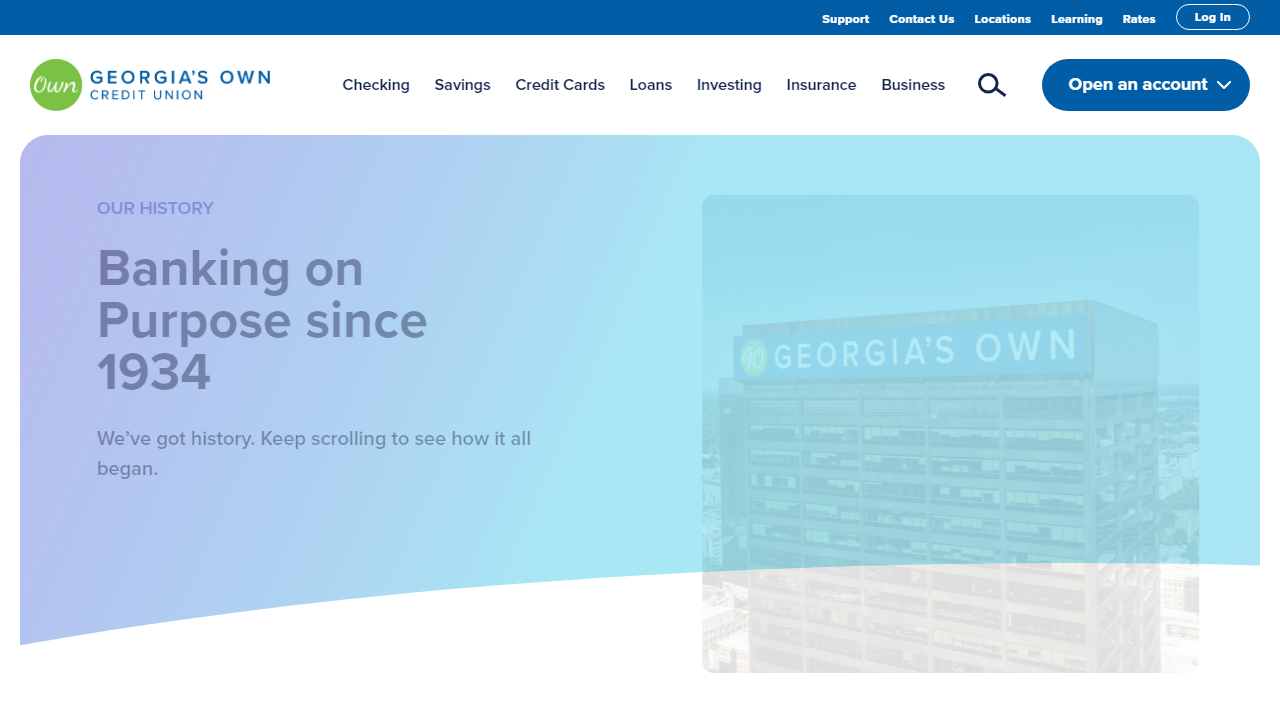 Support Contact Us Locations Learning Rates Log In
Own GEORGIA'S OWN
CREDIT UNION
Checking Savings Credit Cards Loans Investing Insurance Business Open an account
OUR HISTORY
Banking on
Purpose since
1934
We've got history. Keep scrolling to see how it all
began.
GEORGIA'S OWN